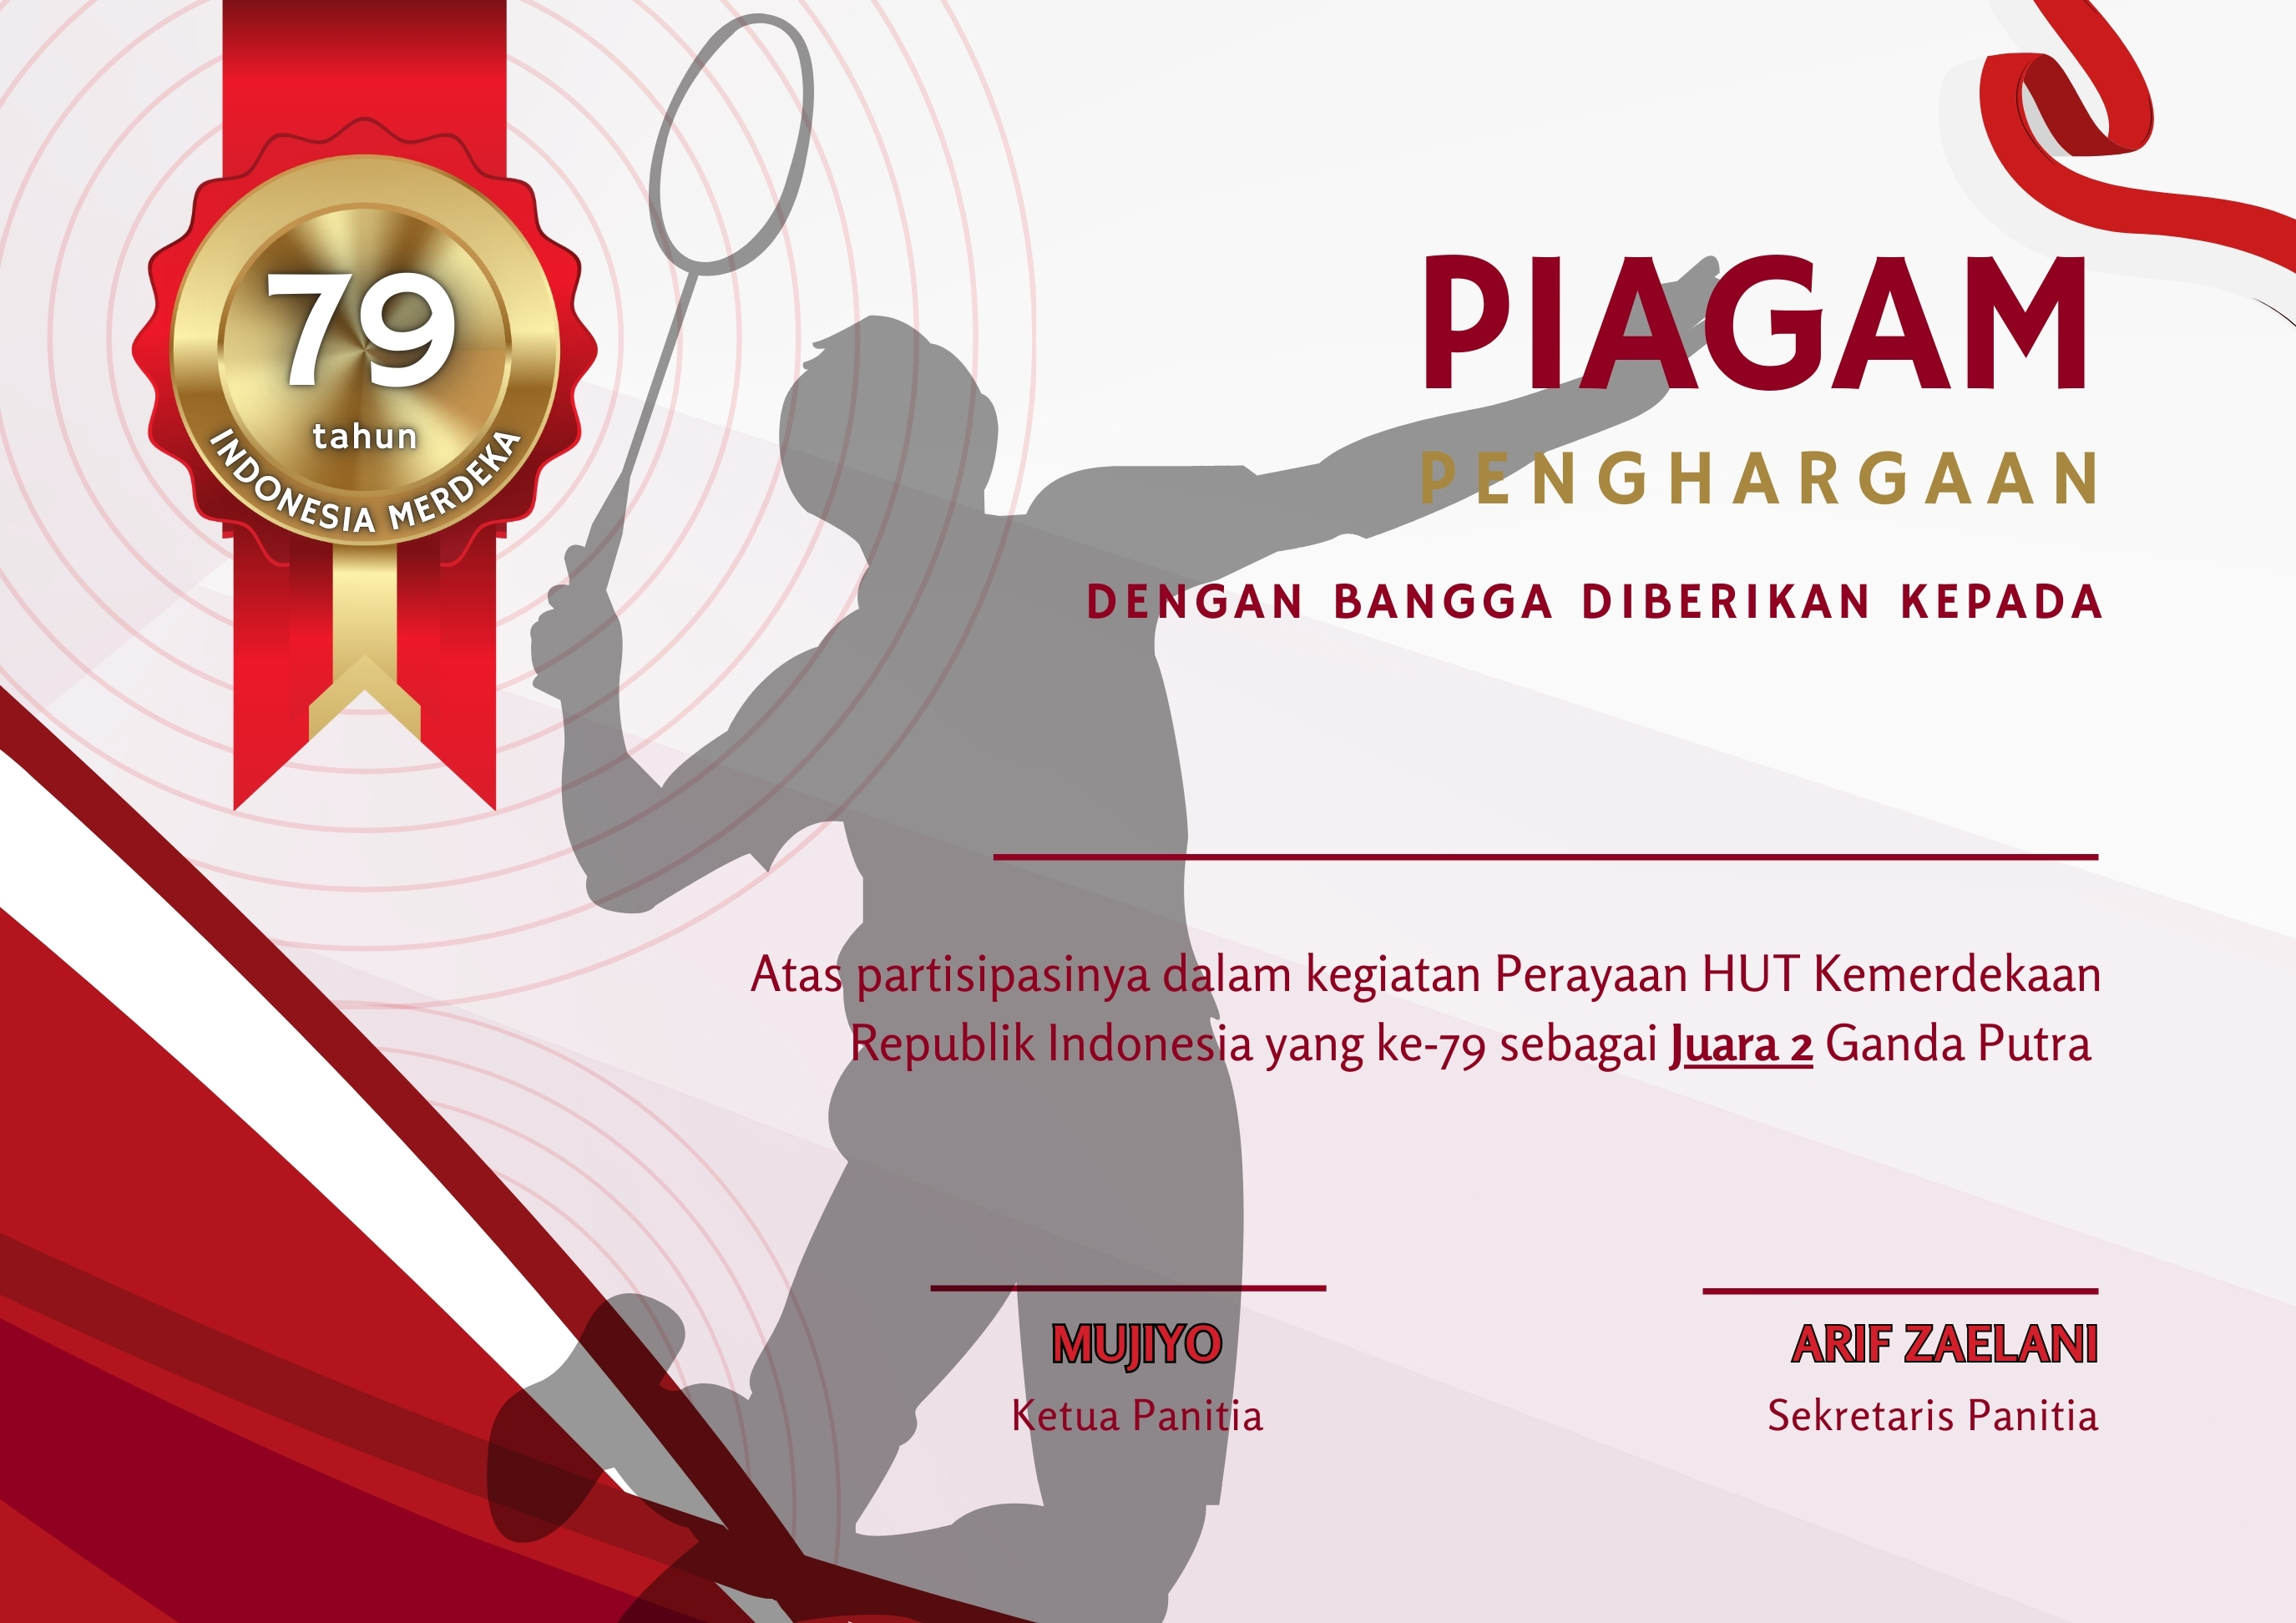 79
tahun
INDONESIA MERDEKA
PIAGAM
PENGHARGAAN
DENGAN BANGGA DIBERIKAN KEPADA
Atas partisipasinya dalam kegiatan Perayaan HUT Kemerdekaan
Republik Indonesia yang ke-79 sebagai Juara 2 Ganda Putra
MUJIYO
Ketua Panitia
ARIF ZAELANI
Sekretaris Panitia